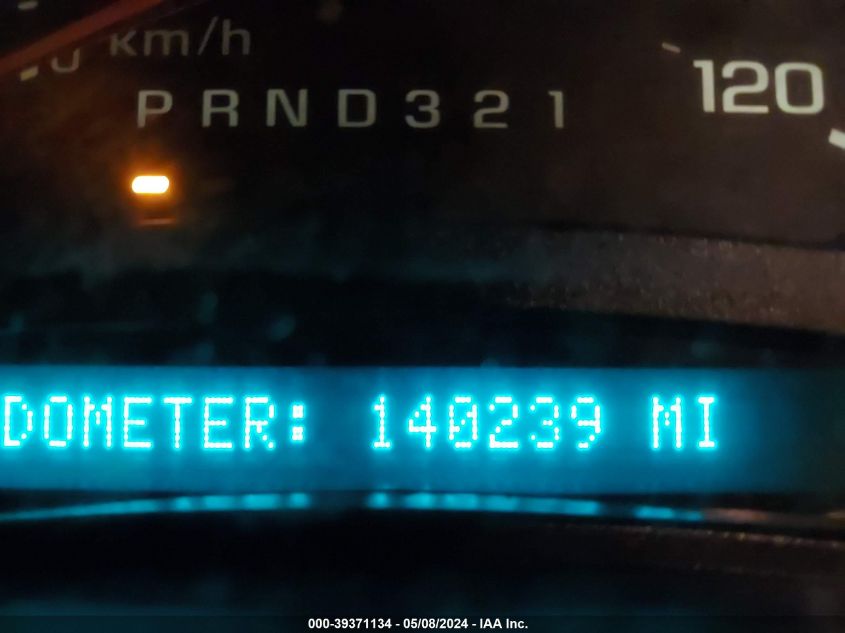 km/h
120
P R N D 3 2 1
DOMETER: 140239 MI
000-39371134 - 05/08/2024 - IAA Inc.